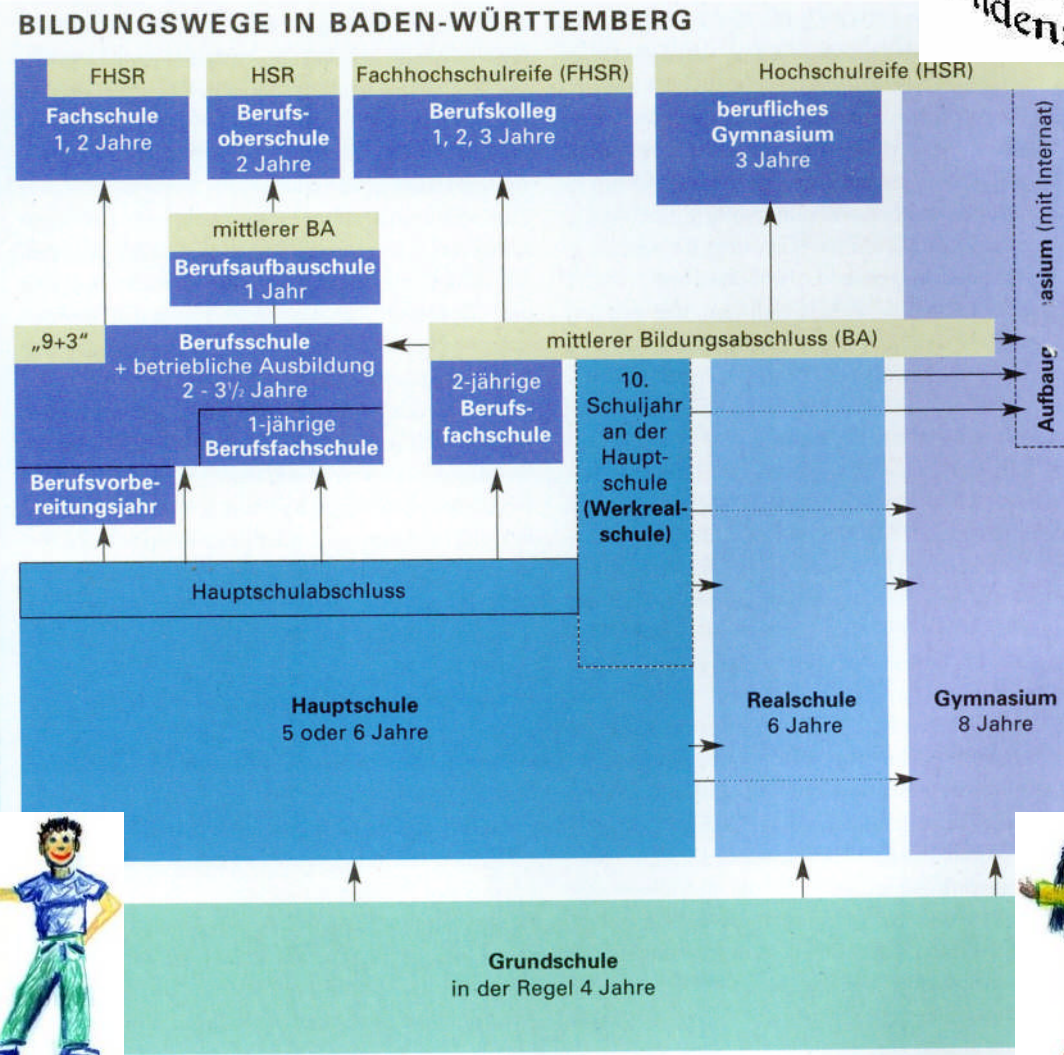 BILDUNGSWEGE IN BADEN-WÜRTTEMBERG
FHSR
Fachschule
1, 2 Jahre
HSR
Berufs-
oberschule
2 Jahre
Fachhochschulreife (FHSR)
Berufskolleg
1, 2, 3 Jahre
Hochschulreife (HSR)
berufliches
Gymnasium
3 Jahre
(mit Internat)
mittlerer BA
Berufsaufbauschule
1 Jahr
„9+3“
Berufsschule
+ betriebliche Ausbildung
2 - 3½ Jahre
1-jährige
Berufsfachschule
Berufsvorbe-
reitungsjahr
mittlerer Bildungsabschluss (BA)
2-jährige
Berufs-
fachschule
10.
Schuljahr
an der
Haupt-
schule
(Werkreal-
schule)
Hauptschulabschluss
Hauptschule
5 oder 6 Jahre
Realschule
6 Jahre
Gymnasium
8 Jahre
Grundschule
in der Regel 4 Jahre